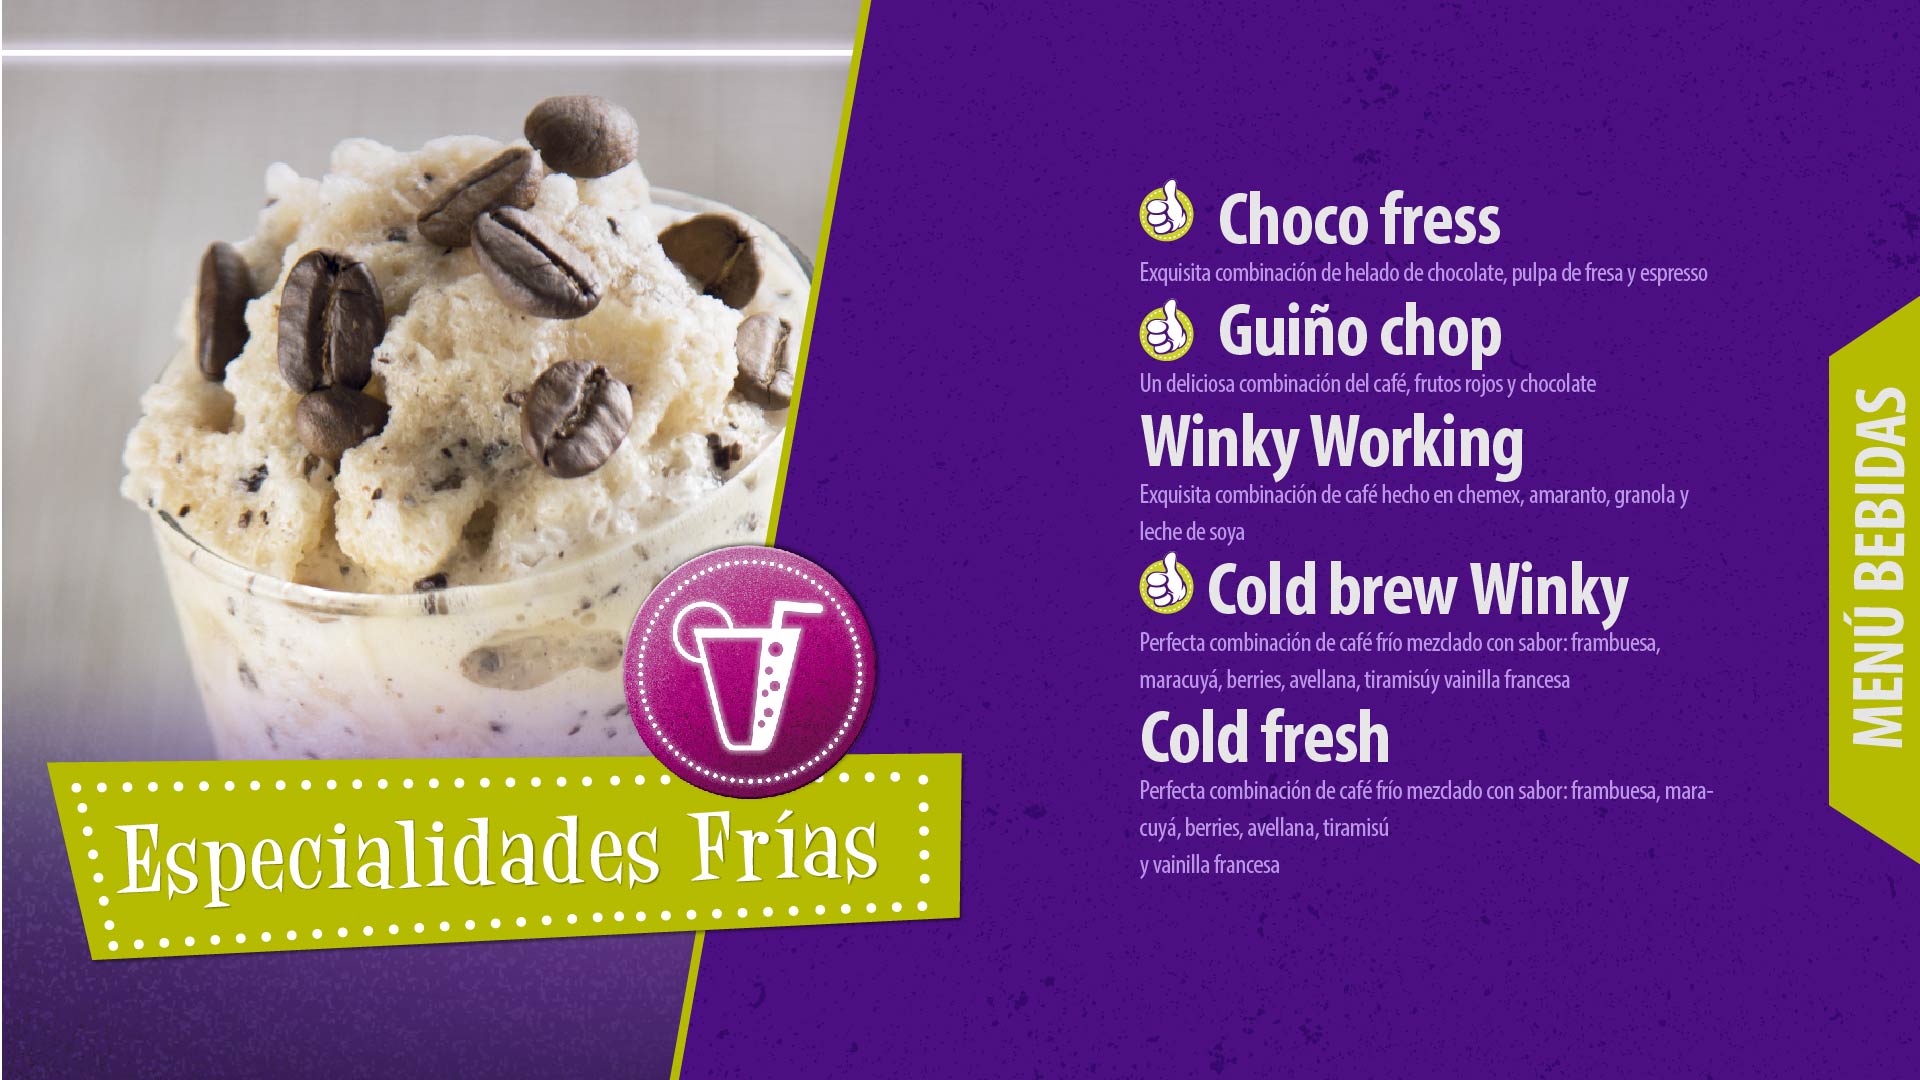 Choco fress
Exquisita combinación de helado de chocolate, pulpa de fresa y espresso
Guiño chop
Un deliciosa combinación del café, frutos rojos y chocolate
Winky Working
Exquisita combinación de café hecho en chemex, amaranto, granola y
leche de soya
Cold brew Winky
Perfecta combinación de café frío mezclado con sabor: frambuesa,
maracuyá, berries, avellana, tiramisúy vainilla francesa
Cold fresh
Perfecta combinación de café frío mezclado con sabor: frambuesa, mara-
cuyá, berries, avellana, tiramisú
y vainilla francesa
Especialidades Frías
MENÚ BEBIDAS